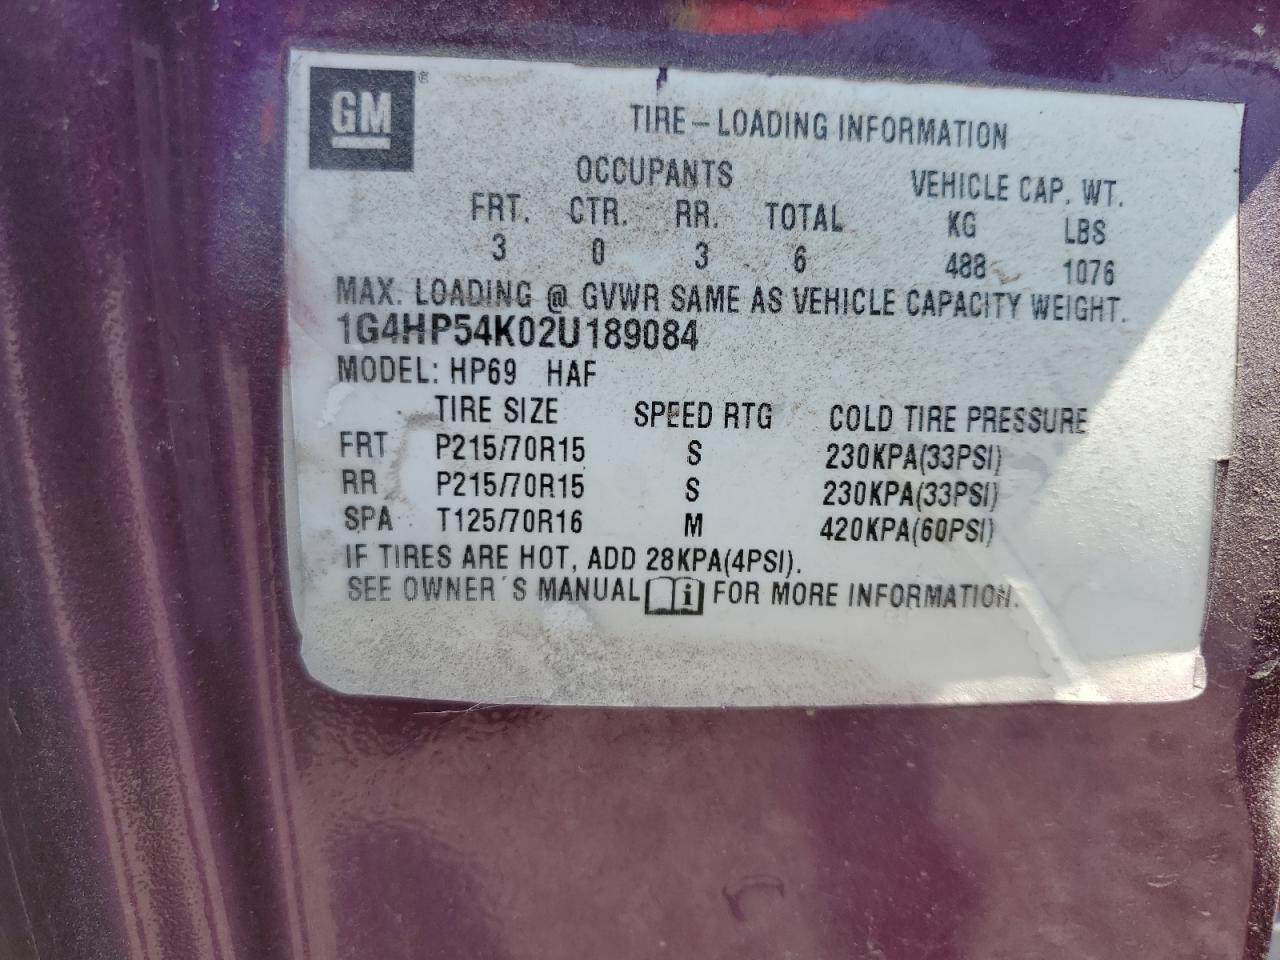 GM ®
TIRE-LOADING INFORMATION
OCCUPANTS VEHICLE CAP. WT.
FRT. CTR. RR. TOTAL KG LBS
3 0 3 6 488 1076
MAX. LOADING @ GVWR SAME AS VEHICLE CAPACITY WEIGHT.
1G4HP54K02U189084
MODEL: HP69 HAF
TIRE SIZE SPEED RTG COLD TIRE PRESSURE
FRT P215/70R15 S 230KPA(33PSI)
RR P215/70R15 S 230KPA(33PSI)
SPA T125/70R16 M 420KPA(60PSI)
IF TIRES ARE HOT, ADD 28KPA(4PSI).
SEE OWNER'S MANUAL i FOR MORE INFORMATION.